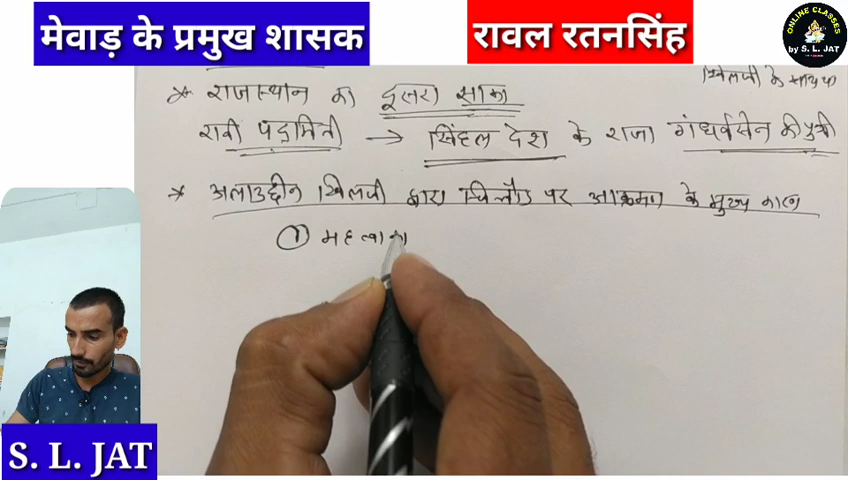 मेवाड़ के प्रमुख शासक
रावल रतनसिंह
ONLINE CLASSES
by S. L. JAT
खिलजी के
* राजस्थान का दूसरा साका
रानी पद्मिनी → सिंहल देश के राजा गंधर्वसेन की पुत्री
* अलाउद्दीन खिलजी द्वारा चित्तौड़ पर आक्रमण के मुख्य कारण
① महत्वाका
S. L. JAT